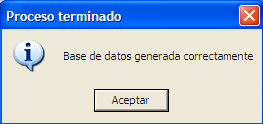 Proceso terminado
Base de datos generada correctamente
Aceptar